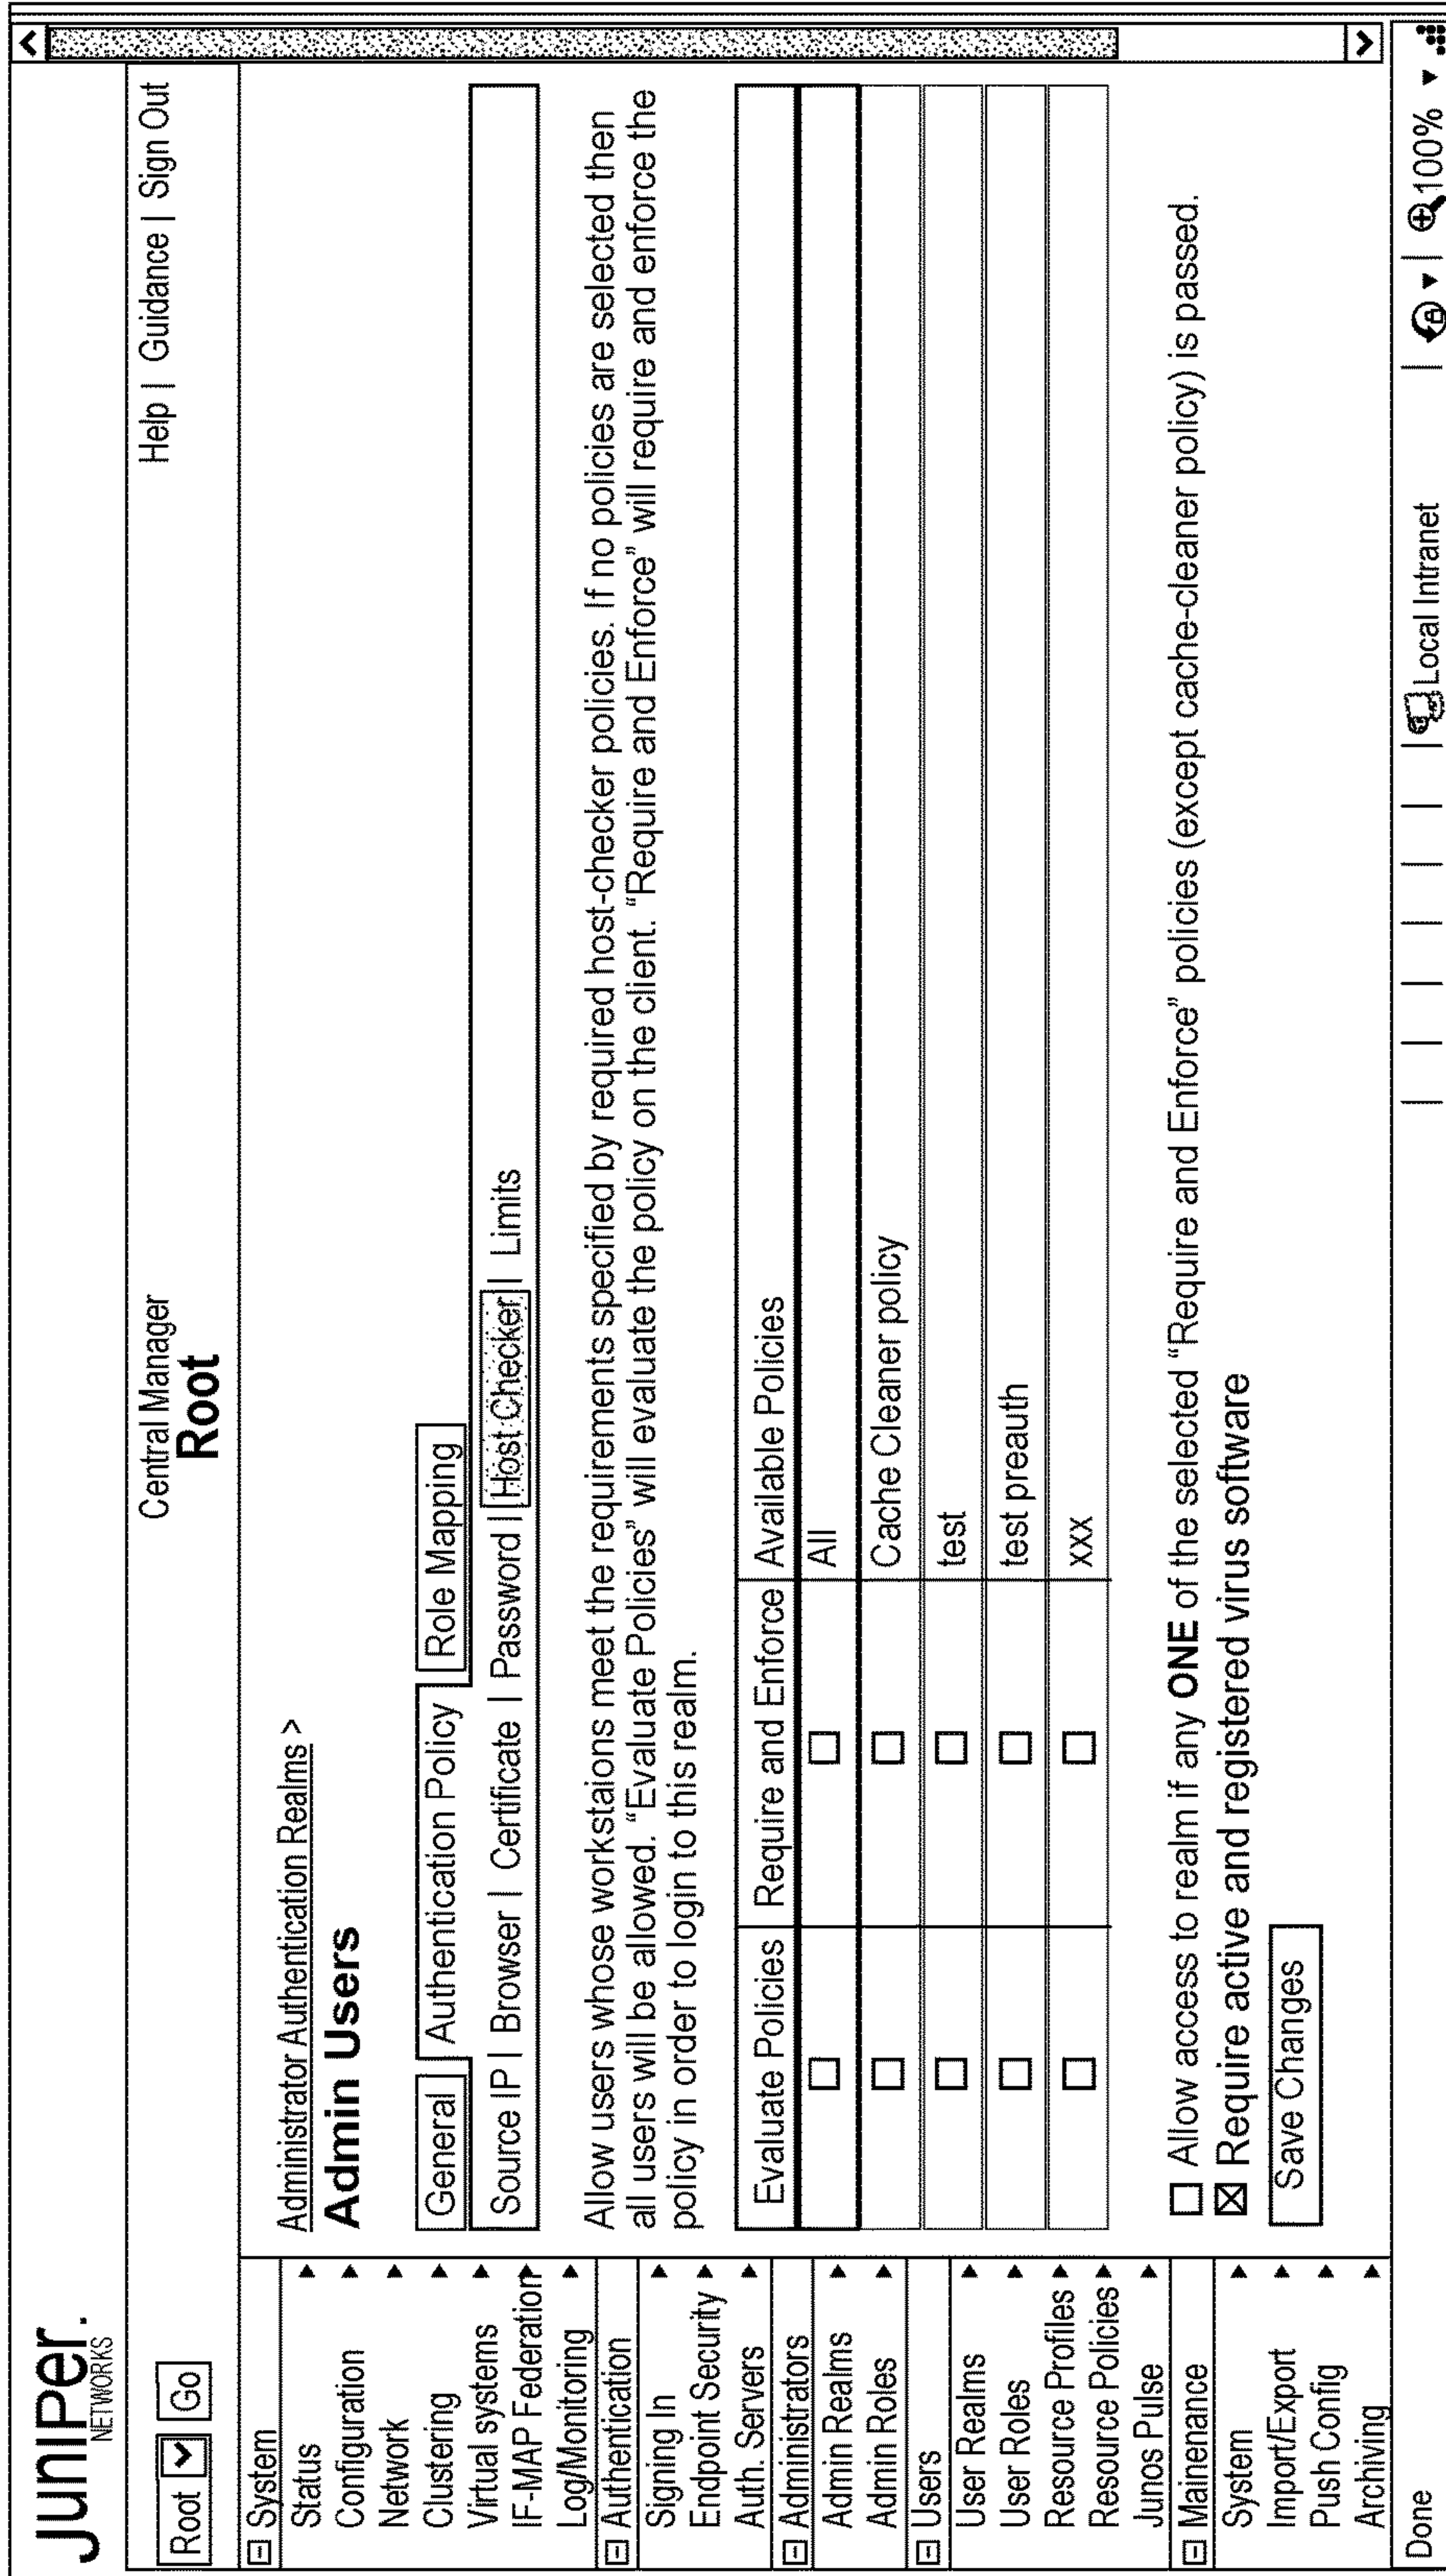 JUNIPer.
NETWORKS
Root Go
Central Manager
Root
Help | Guidance | Sign Out
System
Status
Configuration
Network
Clustering
Virtual systems
IF-MAP Federation
Log/Monitoring
Authentication
Signing In
Endpoint Security
Auth. Servers
Administrators
Admin Realms
Admin Roles
Users
User Realms
User Roles
Resource Profiles
Resource Policies
Junos Pulse
Mainenance
System
Import/Export
Push Config
Archiving
Administrator Authentication Realms >
Admin Users
General Authentication Policy Role Mapping
Source IP | Browser | Certificate | Password | Host Checker | Limits
Allow users whose workstaions meet the requirements specified by required host-checker policies. If no policies are selected then
all users will be allowed. “Evaluate Policies” will evaluate the policy on the client. “Require and Enforce” will require and enforce the
policy in order to login to this realm.
Evaluate Policies Require and Enforce Available Policies
All
Cache Cleaner policy
test
test preauth
xxx
Allow access to realm if any ONE of the selected “Require and Enforce” policies (except cache-cleaner policy) is passed.
Require active and registered virus software
Save Changes
Done Local Intranet 100%